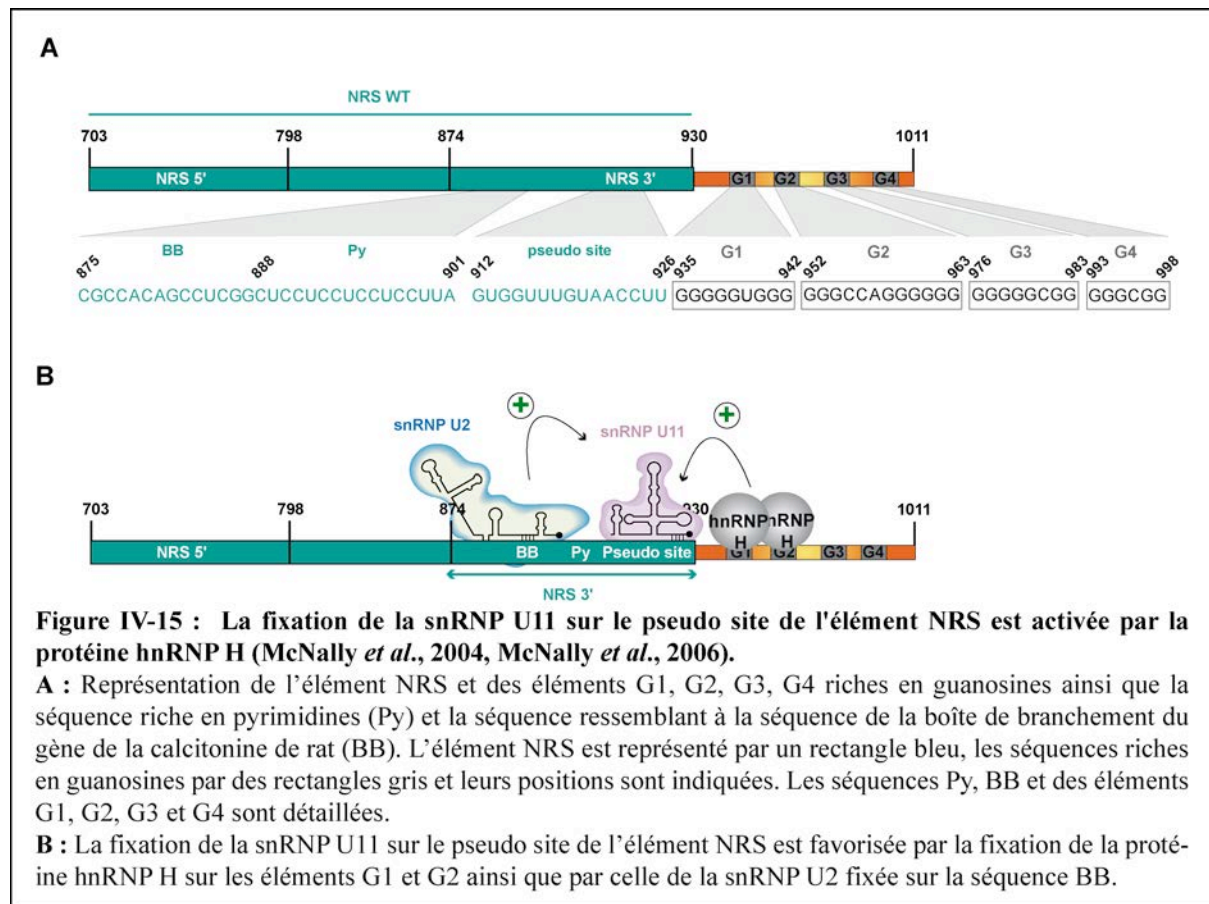 A
NRS WT
703 798 874 930 1011
NRS 5' NRS 3' G1 G2 G3 G4
BB Py pseudo site G1 G2 G3 G4
875 888 901 912 926 935 942 952 963 976 983 993 998
CGCCACAGCCUCGGCUCCUCCUCCUCCUUA GUGGUUUGUAACCUU GGGGGUGGG GGGCCAGGGGGG GGGGGCGG GGGCGG
B
snRNP U2 snRNP U11
703 798 874 930 1011
hnRNP H hnRNP H
NRS 5' BB Py Pseudo site G1 G2 G3 G4
NRS 3'
Figure IV-15 : La fixation de la snRNP U11 sur le pseudo site de l'élément NRS est activée par la
protéine hnRNP H (McNally et al., 2004, McNally et al., 2006).
A : Représentation de l’élément NRS et des éléments G1, G2, G3, G4 riches en guanosines ainsi que la
séquence riche en pyrimidines (Py) et la séquence ressemblant à la séquence de la boîte de branchement du
gène de la calcitonine de rat (BB). L’élément NRS est représenté par un rectangle bleu, les séquences riches
en guanosines par des rectangles gris et leurs positions sont indiquées. Les séquences Py, BB et des éléments
G1, G2, G3 et G4 sont détaillées.
B : La fixation de la snRNP U11 sur le pseudo site de l’élément NRS est favorisée par la fixation de la proté-
ine hnRNP H sur les éléments G1 et G2 ainsi que par celle de la snRNP U2 fixée sur la séquence BB.